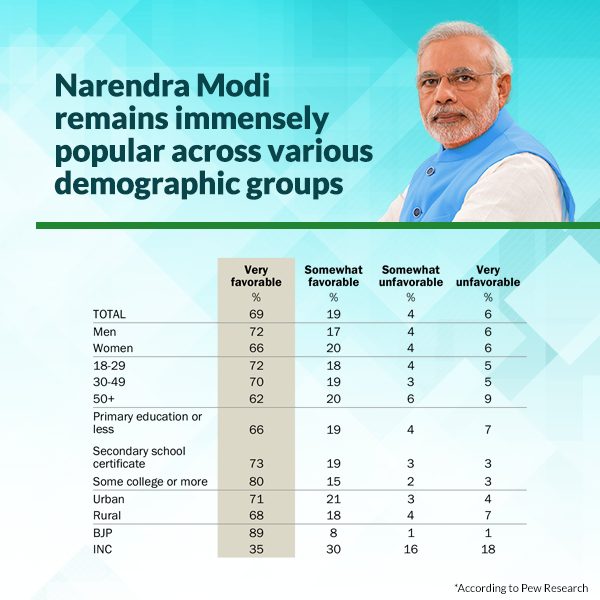 Narendra Modi
remains immensely
popular across various
demographic groups
Very favorable Somewhat favorable Somewhat unfavorable Very unfavorable
% % % %
TOTAL 69 19 4 6
Men 72 17 4 6
Women 66 20 4 6
18-29 72 18 4 5
30-49 70 19 3 5
50+ 62 20 6 9
Primary education or
less 66 19 4 7
Secondary school
certificate 73 19 3 3
Some college or more 80 15 2 3
Urban 71 21 3 4
Rural 68 18 4 7
BJP 89 8 1 1
INC 35 30 16 18
*According to Pew Research